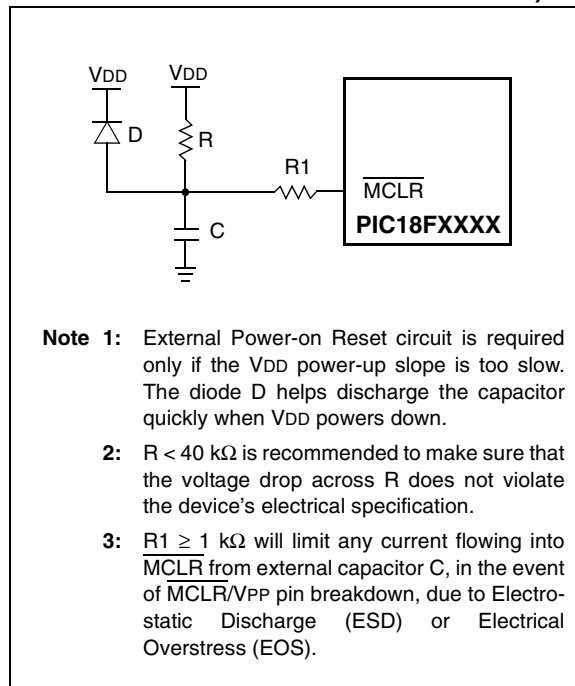 VDD VDD
D
R
R1
MCLR
PIC18FXXXX
C
Note 1: External Power-on Reset circuit is required
only if the VDD power-up slope is too slow.
The diode D helps discharge the capacitor
quickly when VDD powers down.
2: R < 40 kΩ is recommended to make sure that
the voltage drop across R does not violate
the device's electrical specification.
3: R1 ≥ 1 kΩ will limit any current flowing into
MCLR from external capacitor C, in the event
of MCLR/VPP pin breakdown, due to Electro-
static Discharge (ESD) or Electrical
Overstress (EOS).